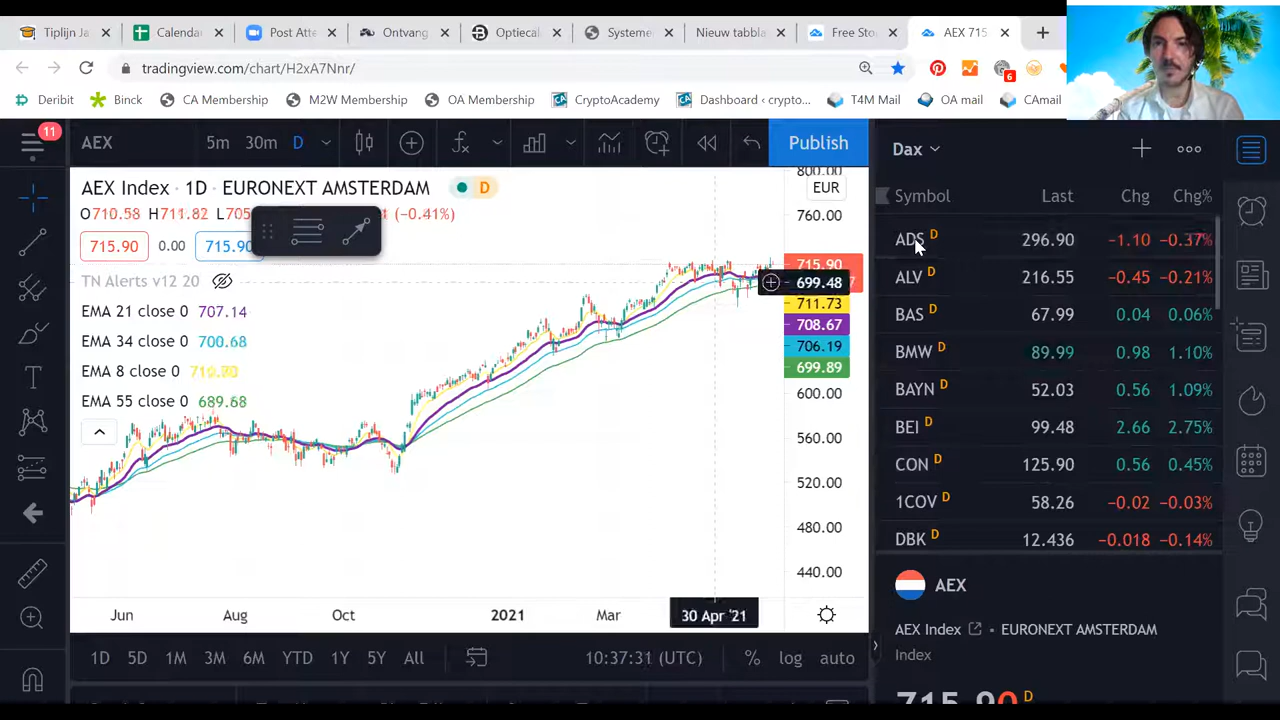 Tiplijn Ja
Calenda
Post Atte
Ontvang
Optiecal
Systeme
Nieuw tabbla
Free Sto
AEX 715
tradingview.com/chart/H2xA7Nnr/
6
Deribit
Binck
CA Membership
M2W Membership
OA Membership
CryptoAcademy
Dashboard ‹ crypto...
T4M Mail
OA mail
CAmail
11
AEX
5m
30m
D
Publish
Dax
AEX Index · 1D · EURONEXT AMSTERDAM
D
O710.58 H711.82 L705
(−0.41%)
715.90
0.00
715.90
TN Alerts v12 20
EMA 21 close 0 707.14
EMA 34 close 0 700.68
EMA 8 close 0
EMA 55 close 0 689.68
800.00
EUR
760.00
715.90
699.48
711.73
708.67
706.19
699.89
600.00
560.00
520.00
480.00
440.00
Jun
Aug
Oct
2021
Mar
30 Apr '21
1D
5D
1M
3M
6M
YTD
1Y
5Y
All
10:37:31 (UTC)
%
log
auto
Symbol Last Chg Chg%
ADS D 296.90 −1.10 −0.37%
ALV D 216.55 −0.45 −0.21%
BAS D 67.99 0.04 0.06%
BMW D 89.99 0.98 1.10%
BAYN D 52.03 0.56 1.09%
BEI D 99.48 2.66 2.75%
CON D 125.90 0.56 0.45%
1COV D 58.26 −0.02 −0.03%
DBK D 12.436 −0.018 −0.14%
AEX
AEX Index • EURONEXT AMSTERDAM
Index
715.90 D